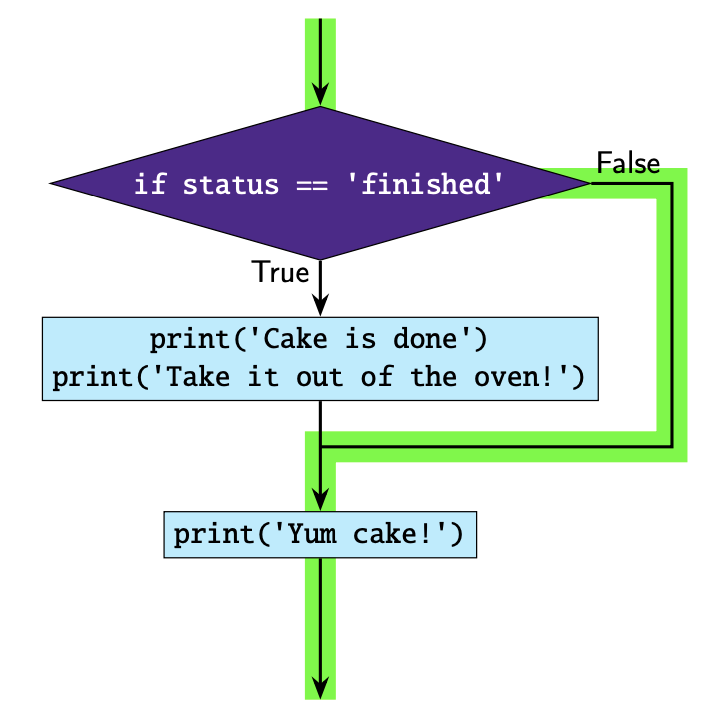 if status == 'finished'
False
True
print('Cake is done')
print('Take it out of the oven!')
print('Yum cake!')